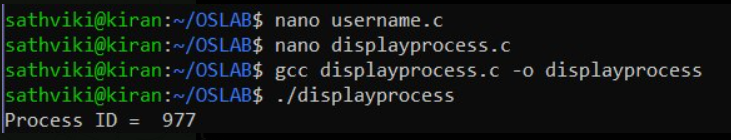 sathviki@kiran:~/OSLAB$ nano username.c
sathviki@kiran:~/OSLAB$ nano displayprocess.c
sathviki@kiran:~/OSLAB$ gcc displayprocess.c -o displayprocess
sathviki@kiran:~/OSLAB$ ./displayprocess
Process ID =  977